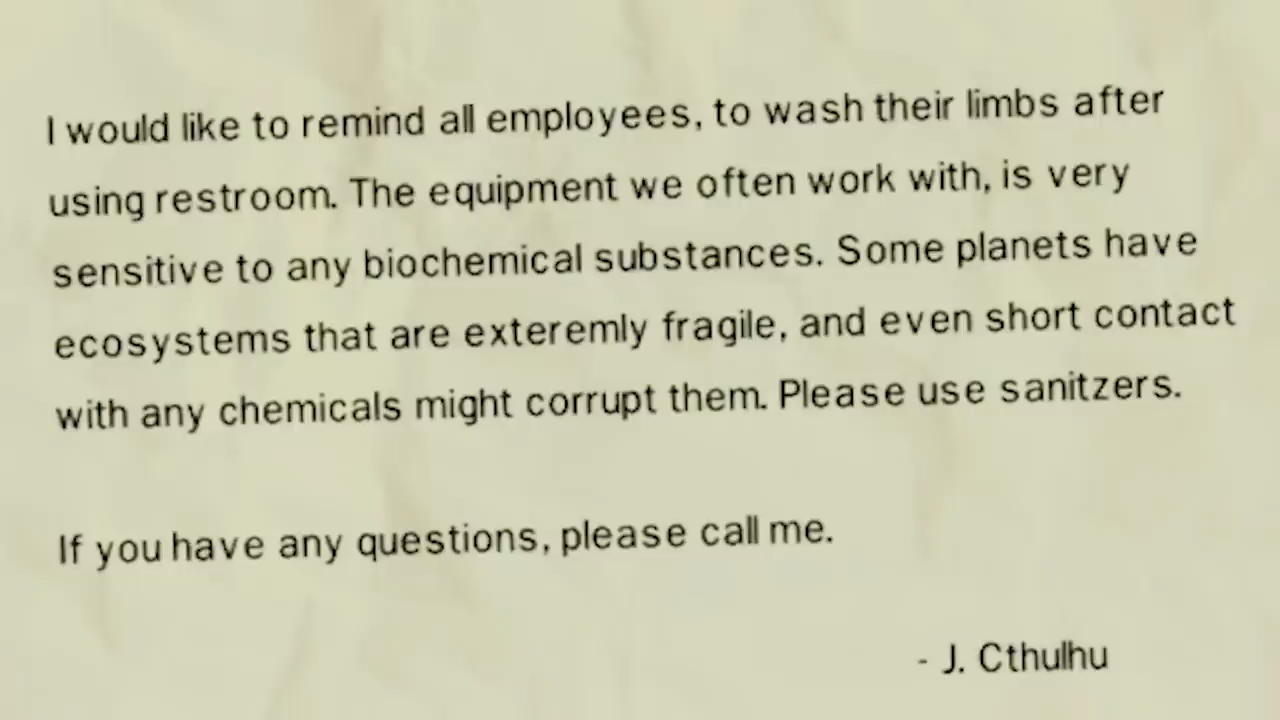 I would like to remind all employees, to wash their limbs after
using restroom. The equipment we often work with, is very
sensitive to any biochemical substances. Some planets have
ecosystems that are exteremly fragile, and even short contact
with any chemicals might corrupt them. Please use sanitzers.
If you have any questions, please call me.
- J. Cthulhu